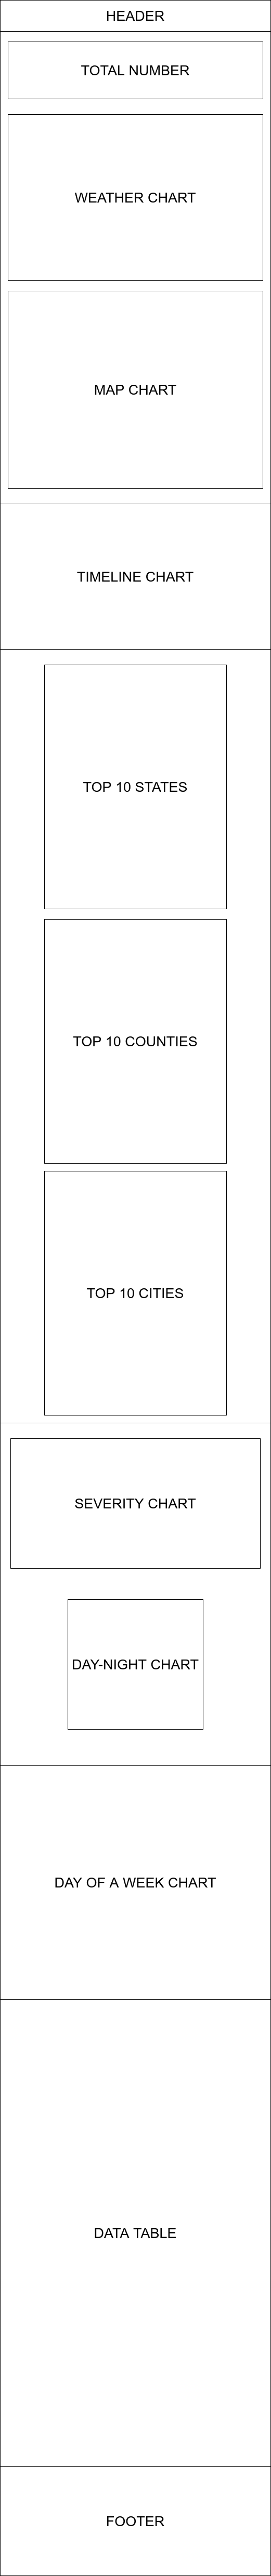 HEADER
TOTAL NUMBER
WEATHER CHART
MAP CHART
TIMELINE CHART
TOP 10 STATES
TOP 10 COUNTIES
TOP 10 CITIES
SEVERITY CHART
DAY-NIGHT CHART
DAY OF A WEEK CHART
DATA TABLE
FOOTER